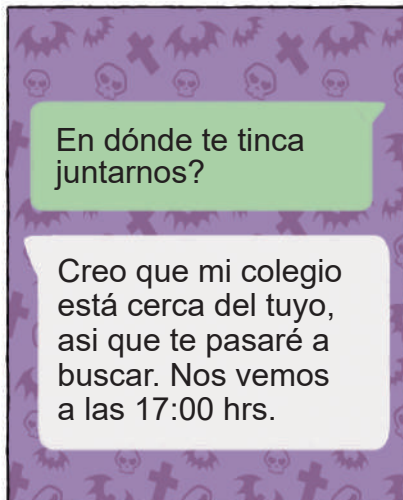 En dónde te tinca
juntarnos?
Creo que mi colegio
está cerca del tuyo,
asi que te pasaré a
buscar. Nos vemos
a las 17:00 hrs.